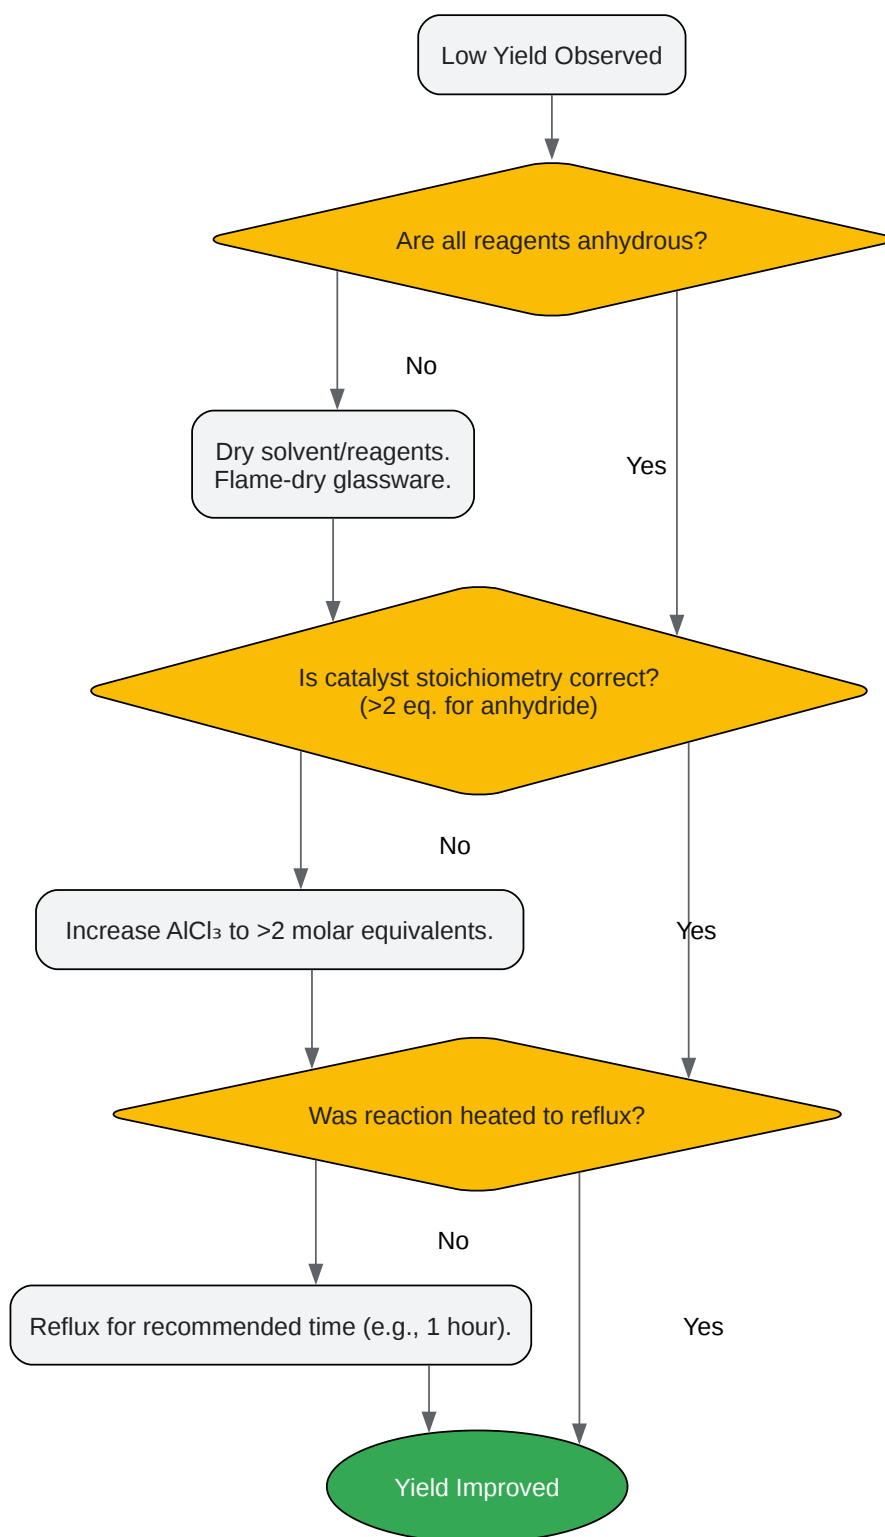 Low Yield Observed
Are all reagents anhydrous?
No
Dry solvent/reagents.
Flame-dry glassware.
Yes
Is catalyst stoichiometry correct?
(>2 eq. for anhydride)
No
Increase AlCl₃ to >2 molar equivalents.
Yes
Was reaction heated to reflux?
No
Reflux for recommended time (e.g., 1 hour).
Yes
Yield Improved